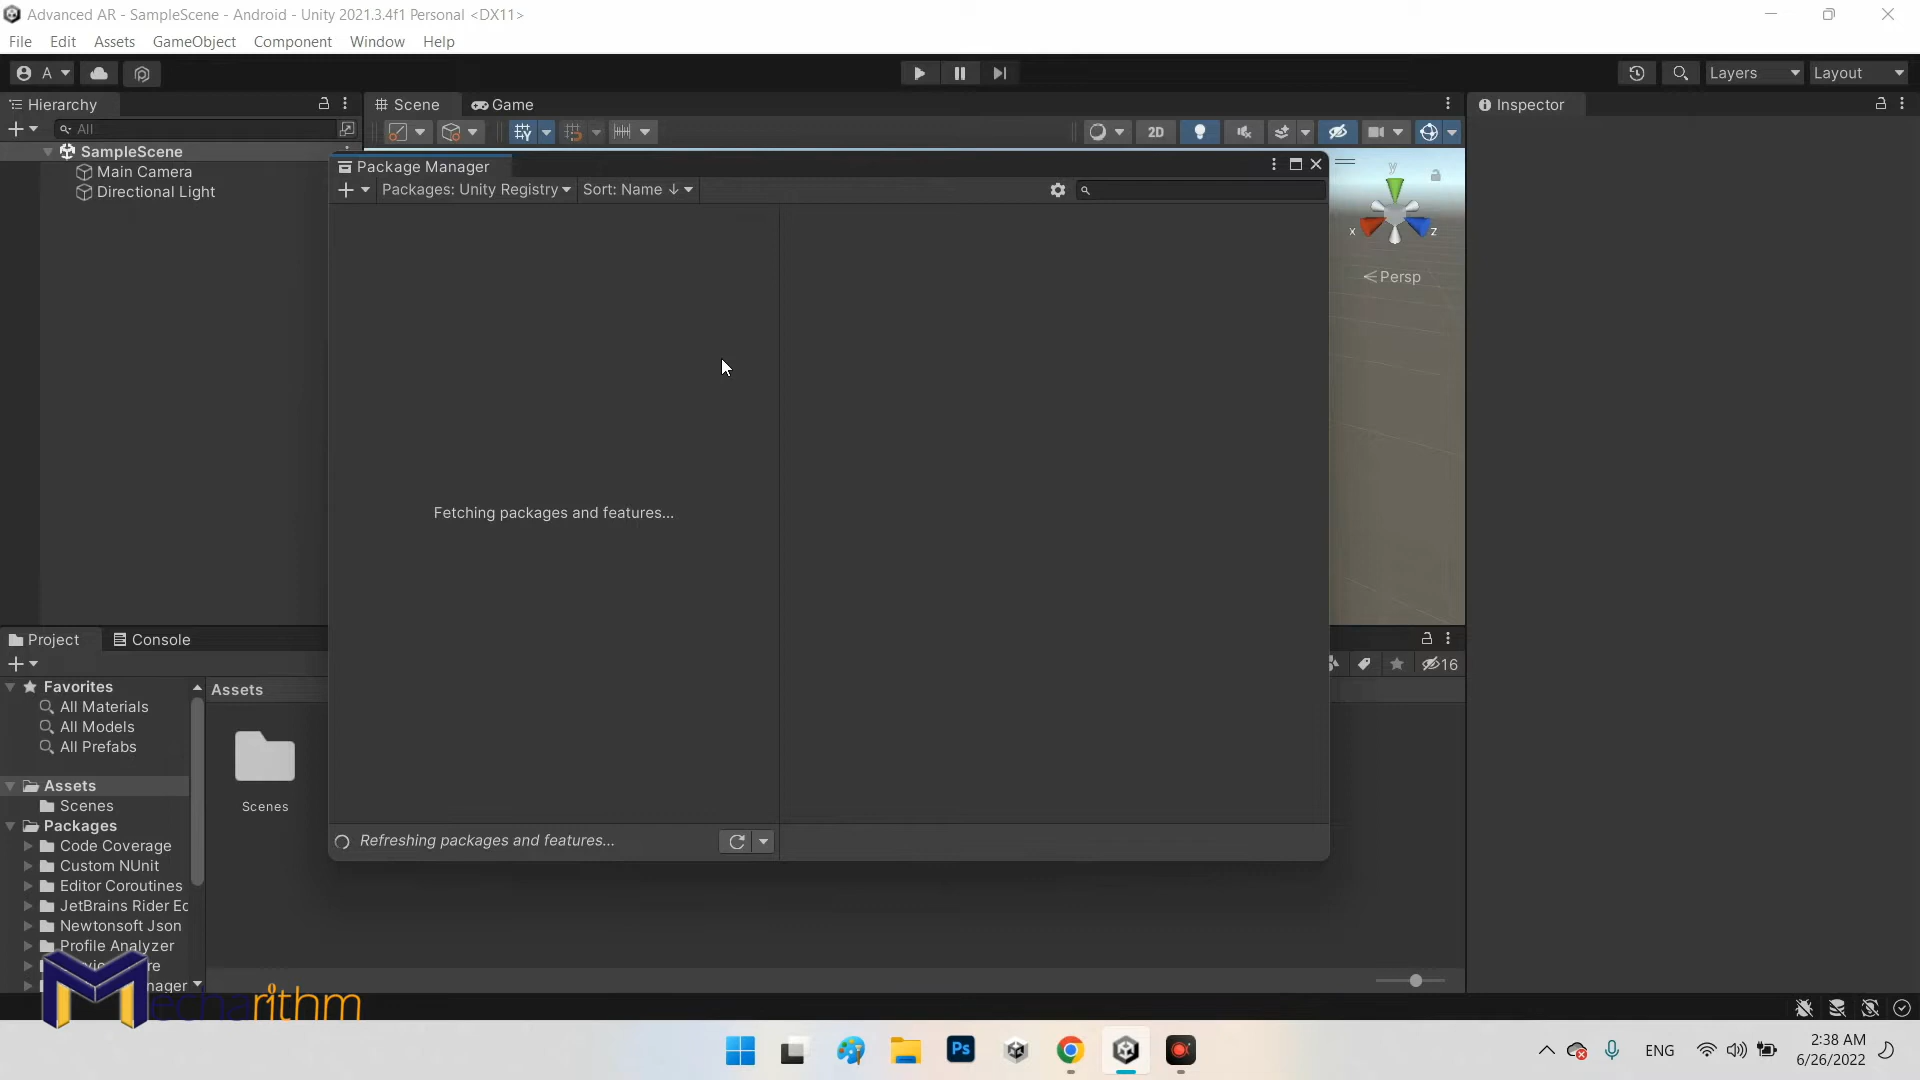 Advanced AR - SampleScene - Android - Unity 2021.3.4f1 Personal <DX11>
File Edit Assets GameObject Component Window Help
A Layers Layout
Hierarchy Scene Game Inspector
All 2D
SampleScene
Main Camera
Directional Light
Package Manager
Packages: Unity Registry Sort: Name ↓
y
x z
Persp
Fetching packages and features...
Refreshing packages and features...
Project Console
16
Favorites
All Materials
All Models
All Prefabs
Assets
Scenes
Packages
Code Coverage
Custom NUnit
Editor Coroutines
JetBrains Rider Ec
Newtonsoft Json
Profile Analyzer
Assets
Scenes
Mecharithm
Ps
ENG
2:38 AM
6/26/2022